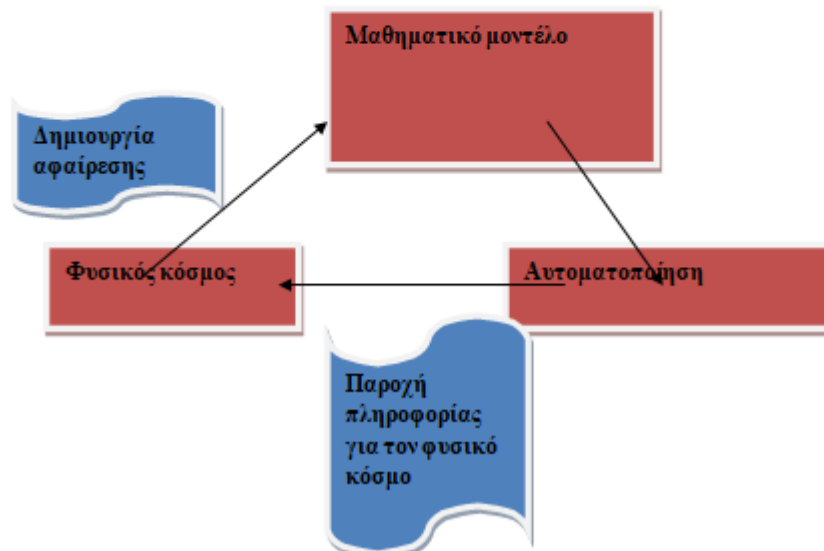 Μαθηματικό μοντέλο
Δημιουργία
αφαίρεσης
Φυσικός κόσμος
Αυτοματοποίηση
Παροχή
πληροφορίας
για τον φυσικό
κόσμο